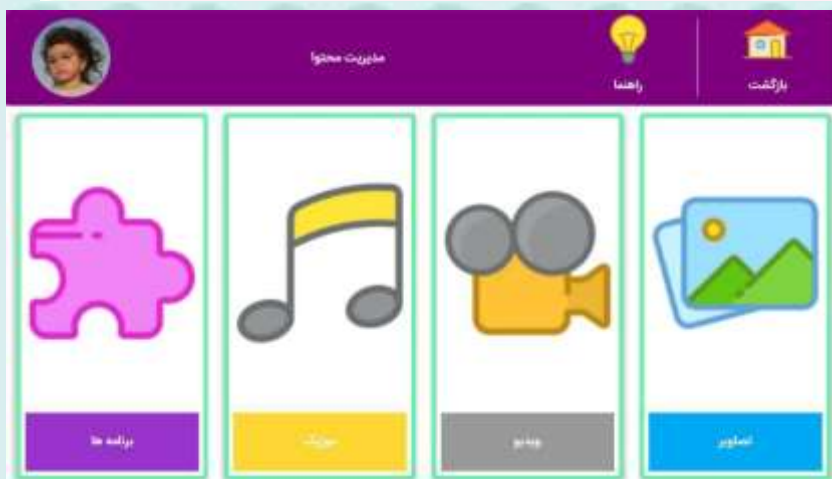 بازگشت
راهنما
مدیریت محتوا
تصاویر
ویدیو
موزیک
برنامه ها